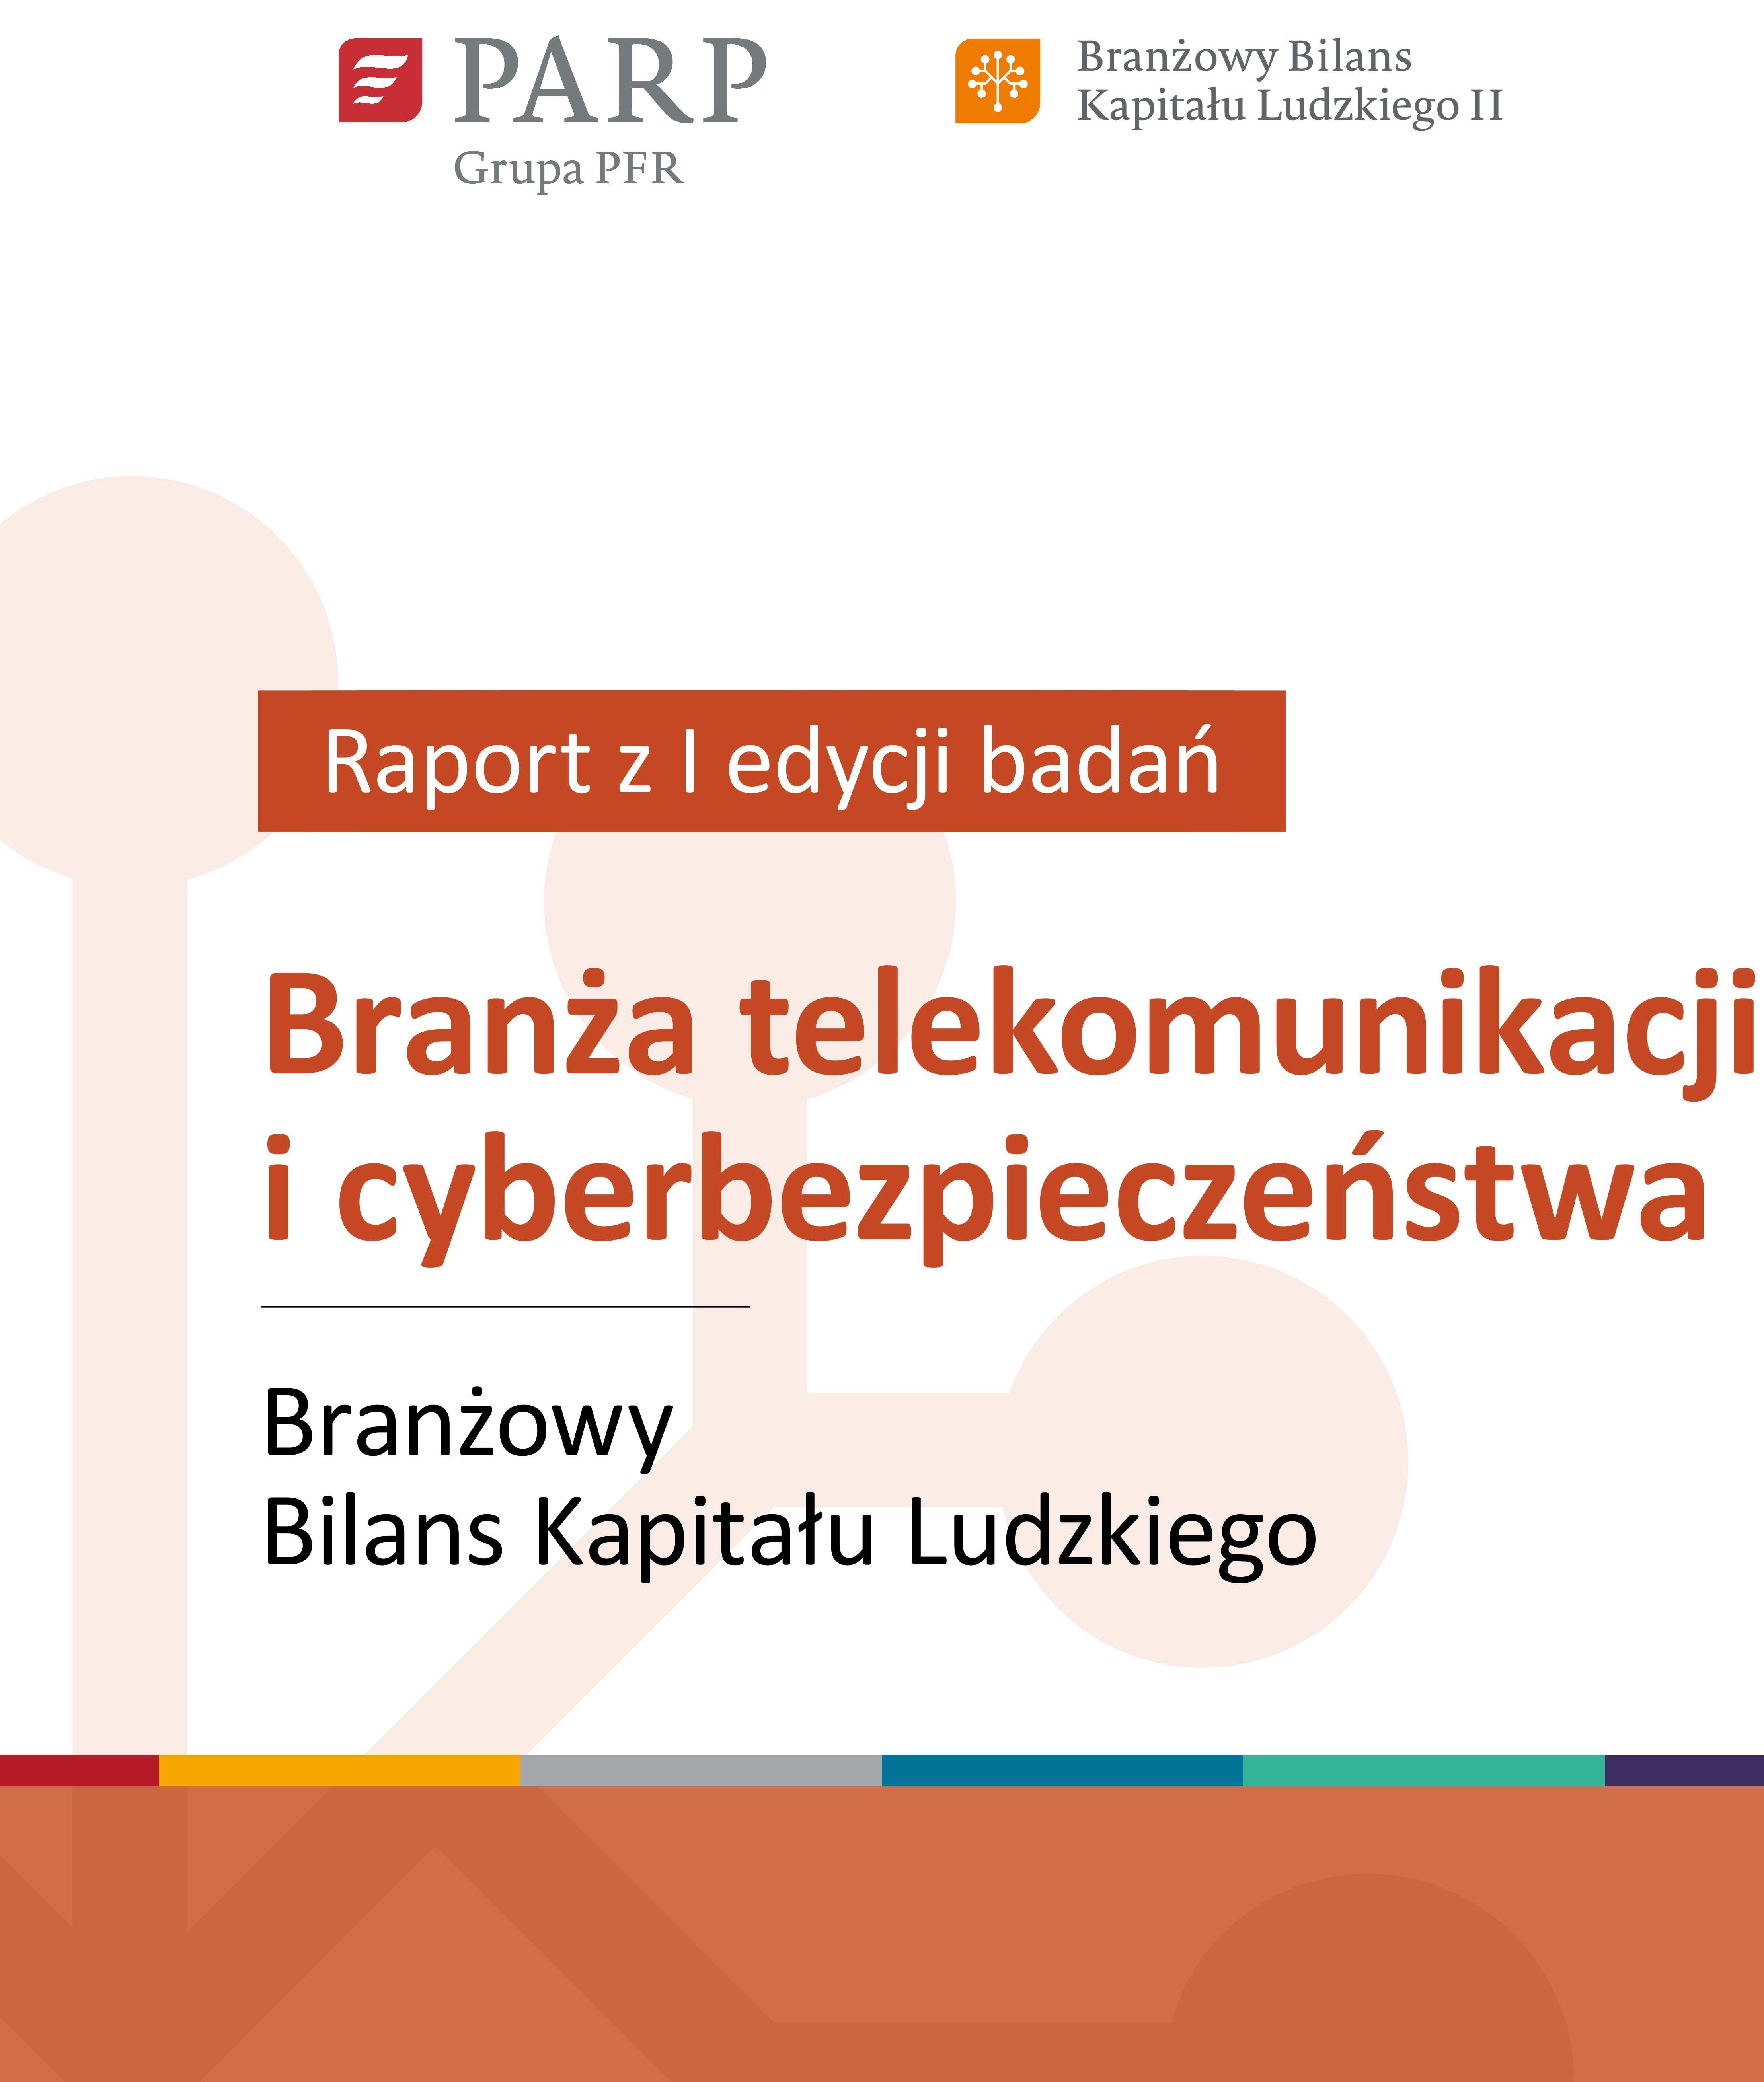 PARP
Grupa PFR
Branżowy Bilans
Kapitału Ludzkiego II
Raport z I edycji badań
Branża telekomunikacji
i cyberbezpieczeństwa
Branżowy
Bilans Kapitału Ludzkiego